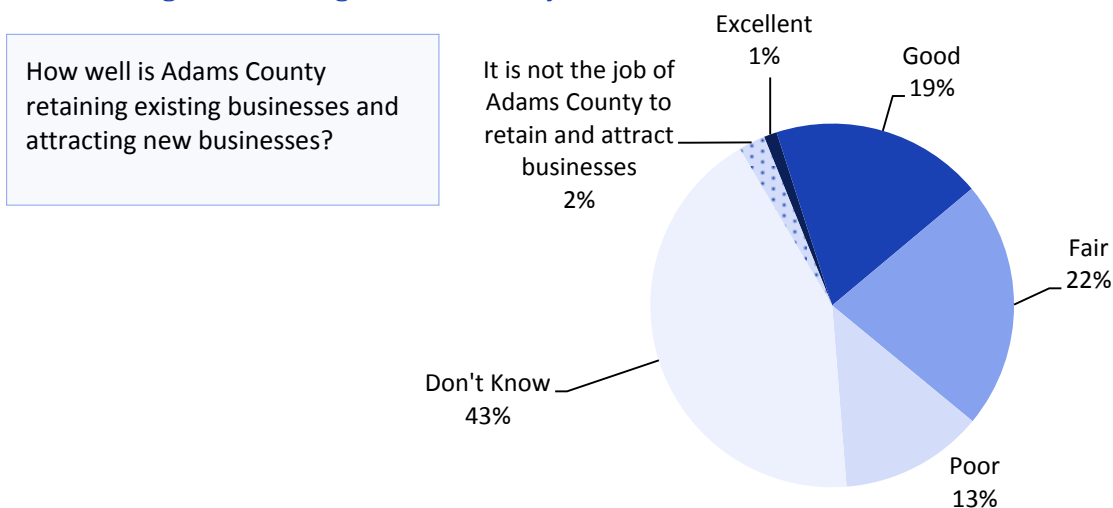 How well is Adams County
retaining existing businesses and
attracting new businesses?
Excellent
1%
Good
19%
It is not the job of
Adams County to
retain and attract
businesses
2%
Fair
22%
Don't Know
43%
Poor
13%